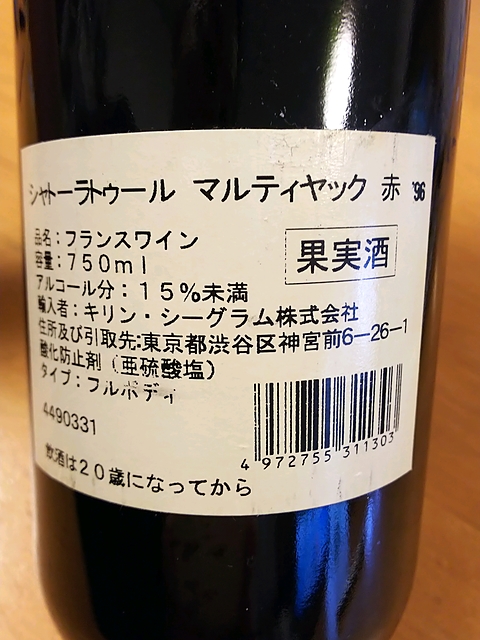 シャトーラトゥール マルティヤック 赤 '96
品名：フランスワイン
容量：７５０ｍｌ
果実酒
アルコール分：１５％未満
輸入者：キリン・シーグラム株式会社
住所及び引取先:東京都渋谷区神宮前6−26−1
酸化防止剤（亜硫酸塩）
タイプ：フルボディ
4490331
4 972755 311303
飲酒は２０歳になってから